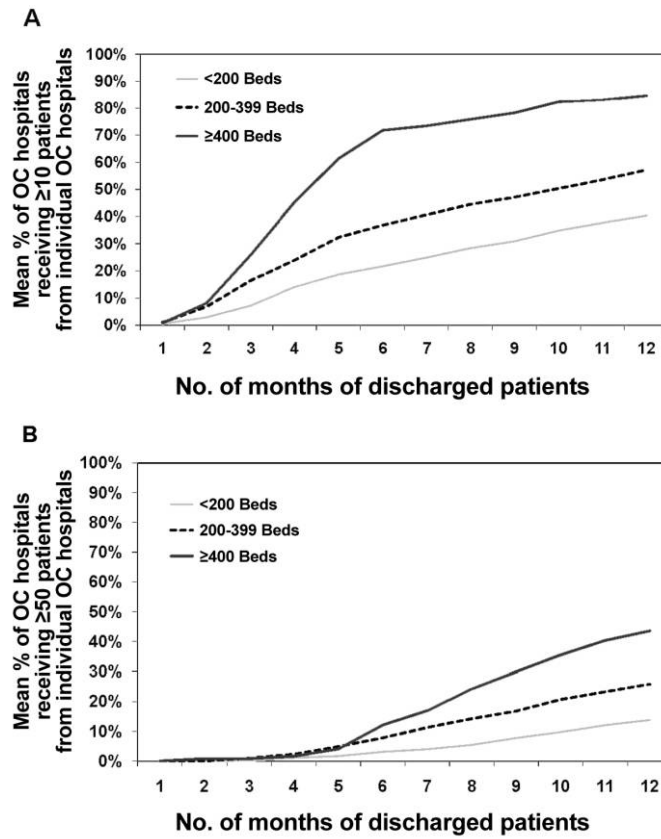 A
100%
90%
80%
70%
60%
50%
40%
30%
20%
10%
0%
<200 Beds
200-399 Beds
≥400 Beds
Mean % of OC hospitals
receiving ≥10 patients
from individual OC hospitals
1 2 3 4 5 6 7 8 9 10 11 12
No. of months of discharged patients
B
100%
90%
80%
70%
60%
50%
40%
30%
20%
10%
0%
<200 Beds
200-399 Beds
≥400 Beds
Mean % of OC hospitals
receiving ≥50 patients
from individual OC hospitals
1 2 3 4 5 6 7 8 9 10 11 12
No. of months of discharged patients